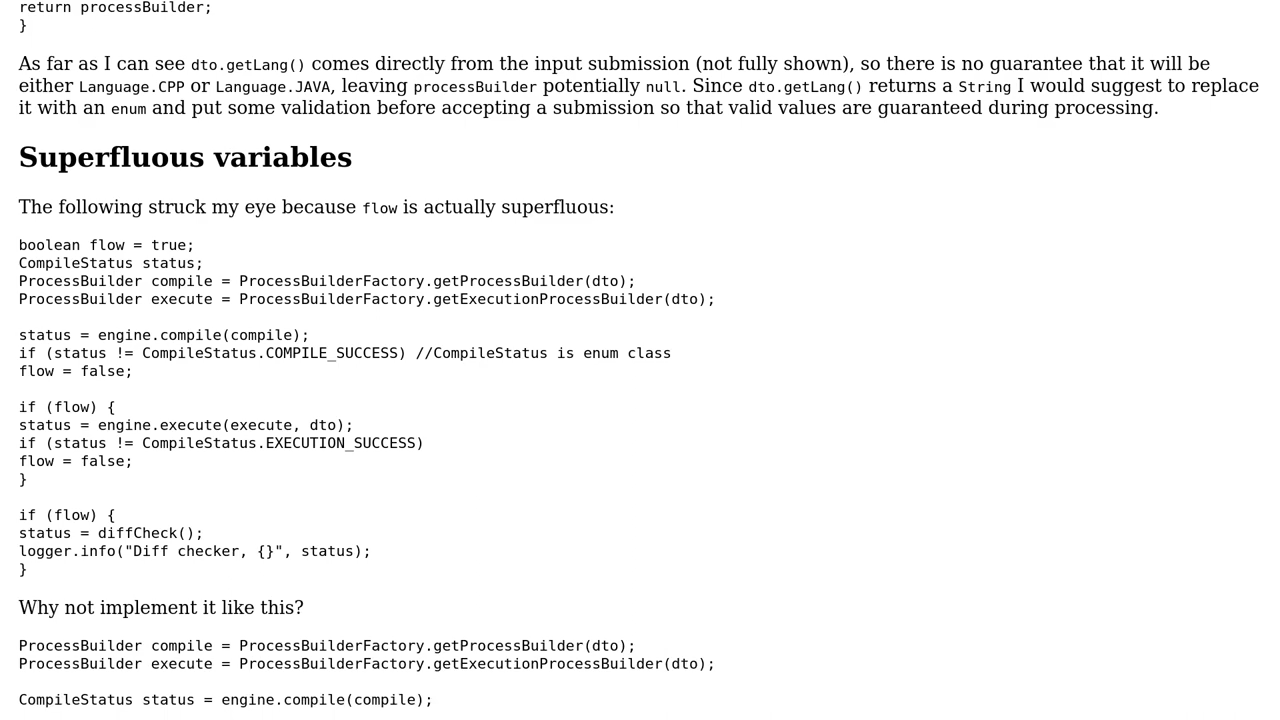 return processBuilder;
}
As far as I can see dto.getLang() comes directly from the input submission (not fully shown), so there is no guarantee that it will be
either Language.CPP or Language.JAVA, leaving processBuilder potentially null. Since dto.getLang() returns a String I would suggest to replace
it with an enum and put some validation before accepting a submission so that valid values are guaranteed during processing.
Superfluous variables
The following struck my eye because flow is actually superfluous:
boolean flow = true;
CompileStatus status;
ProcessBuilder compile = ProcessBuilderFactory.getProcessBuilder(dto);
ProcessBuilder execute = ProcessBuilderFactory.getExecutionProcessBuilder(dto);
status = engine.compile(compile);
if (status != CompileStatus.COMPILE_SUCCESS) //CompileStatus is enum class
flow = false;
if (flow) {
status = engine.execute(execute, dto);
if (status != CompileStatus.EXECUTION_SUCCESS)
flow = false;
}
if (flow) {
status = diffCheck();
logger.info("Diff checker, {}", status);
}
Why not implement it like this?
ProcessBuilder compile = ProcessBuilderFactory.getProcessBuilder(dto);
ProcessBuilder execute = ProcessBuilderFactory.getExecutionProcessBuilder(dto);
CompileStatus status = engine.compile(compile);